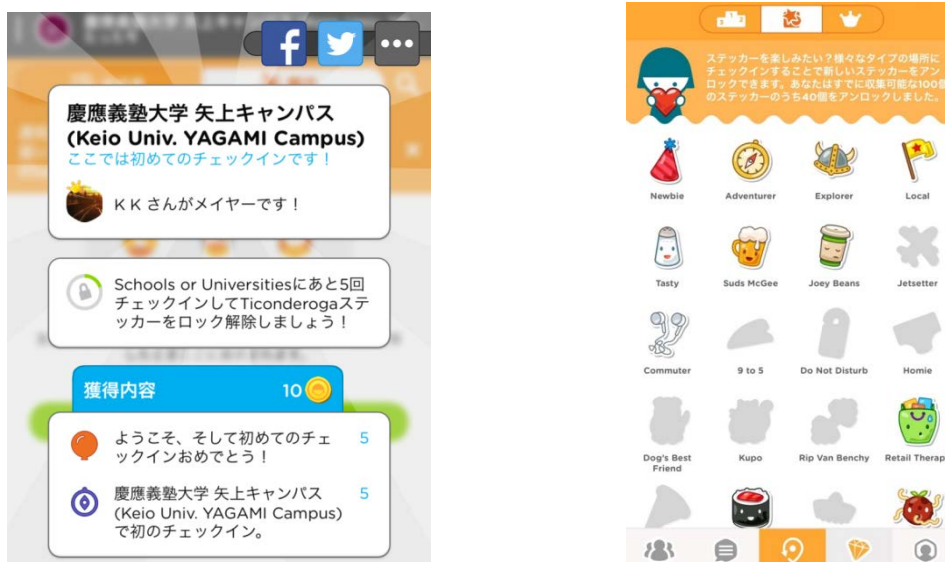 慶應義塾大学 矢上キャンパス
(Keio Univ. YAGAMI Campus)
ここでは初めてのチェックインです！
K K さんがメイヤーです！
Schools or Universitiesにあと5回
チェックインしてTiconderogaステ
ッカーをロック解除しましょう！
獲得内容 10
ようこそ、そして初めてのチェ 5
ックインおめでとう！
慶應義塾大学 矢上キャンパス 5
(Keio Univ. YAGAMI Campus)
で初のチェックイン。
ステッカーを楽しみたい？様々なタイプの場所に
チェックインすることで新しいステッカーをアン
ロックできます。あなたはすでに収集可能な100個
のステッカーのうち40個をアンロックしました。
Newbie Adventurer Explorer Local
Tasty Suds McGee Joey Beans Jetsetter
Commuter 9 to 5 Do Not Disturb Homie
Dog's Best Kupo Rip Van Benchy Retail Therap
Friend